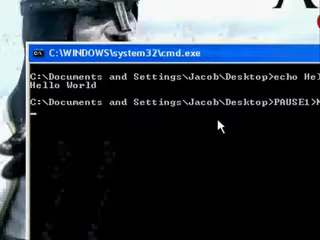 C:\WINDOWS\system32\cmd.exe
C:\Documents and Settings\Jacob\Desktop>echo Hel
Hello World
C:\Documents and Settings\Jacob\Desktop>PAUSE1>N